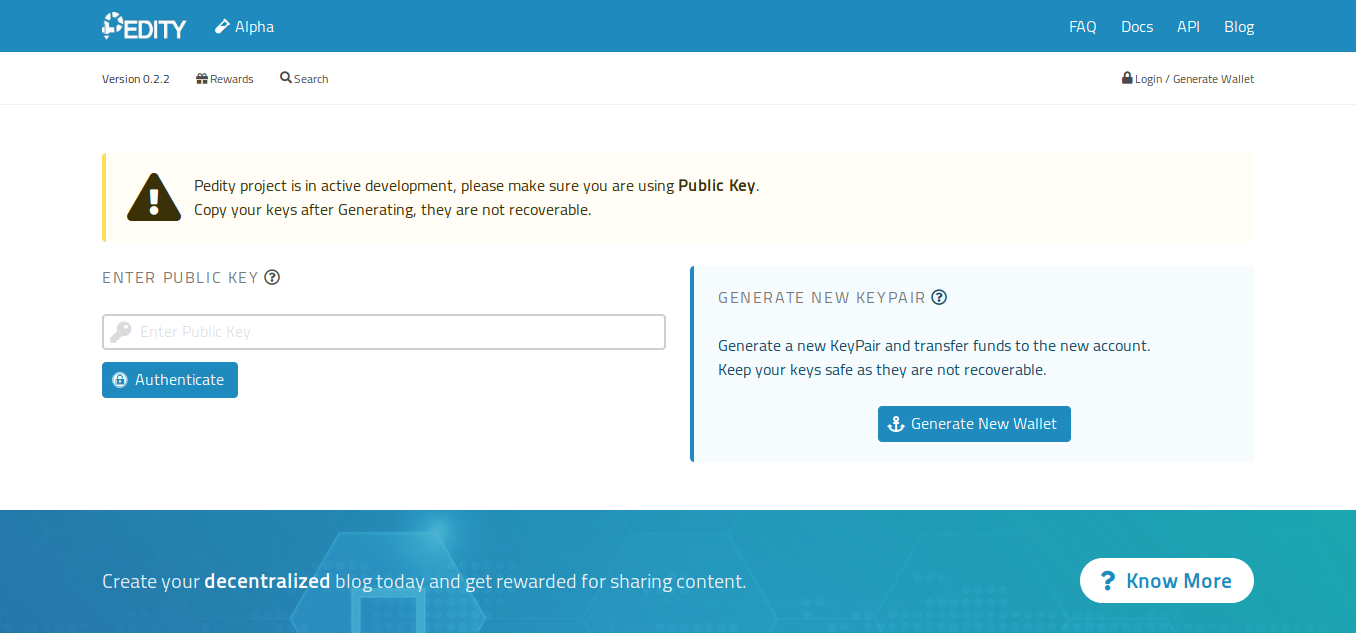 PEDITY Alpha FAQ Docs API Blog
Version 0.2.2 Rewards Search Login / Generate Wallet
Pedity project is in active development, please make sure you are using Public Key.
Copy your keys after Generating, they are not recoverable.
ENTER PUBLIC KEY
Enter Public Key
Authenticate
GENERATE NEW KEYPAIR
Generate a new KeyPair and transfer funds to the new account.
Keep your keys safe as they are not recoverable.
Generate New Wallet
Create your decentralized blog today and get rewarded for sharing content.
Know More